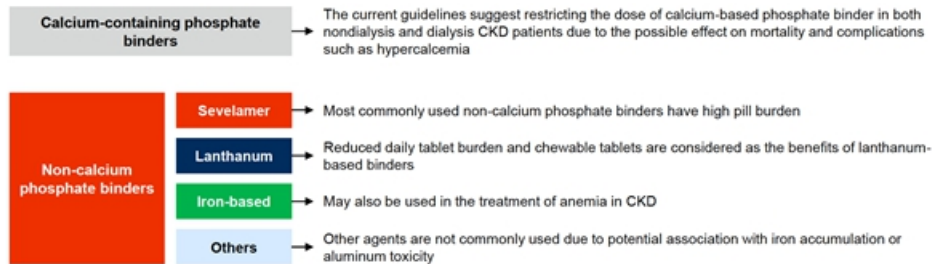 Calcium-containing phosphate
binders
The current guidelines suggest restricting the dose of calcium-based phosphate binder in both
nondialysis and dialysis CKD patients due to the possible effect on mortality and complications
such as hypercalcemia
Non-calcium
phosphate binders
Sevelamer
Most commonly used non-calcium phosphate binders have high pill burden
Lanthanum
Reduced daily tablet burden and chewable tablets are considered as the benefits of lanthanum-
based binders
Iron-based
May also be used in the treatment of anemia in CKD
Others
Other agents are not commonly used due to potential association with iron accumulation or
aluminum toxicity